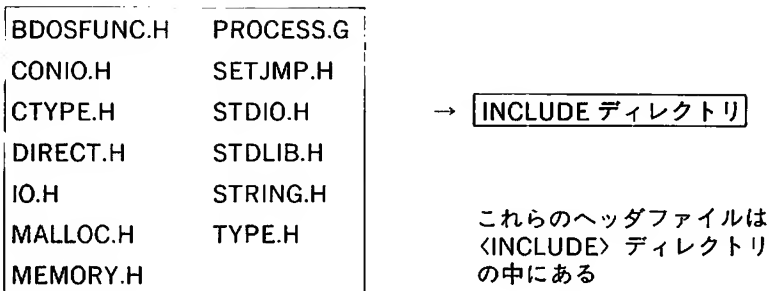 BDOSFUNC.H PROCESS.G
CONIO.H SETJMP.H
CTYPE.H STDIO.H → INCLUDE ディレクトリ
DIRECT.H STDLIB.H
IO.H STRING.H
MALLOC.H TYPE.H
MEMORY.H
これらのヘッダファイルは
〈INCLUDE〉ディレクトリ
の中にある